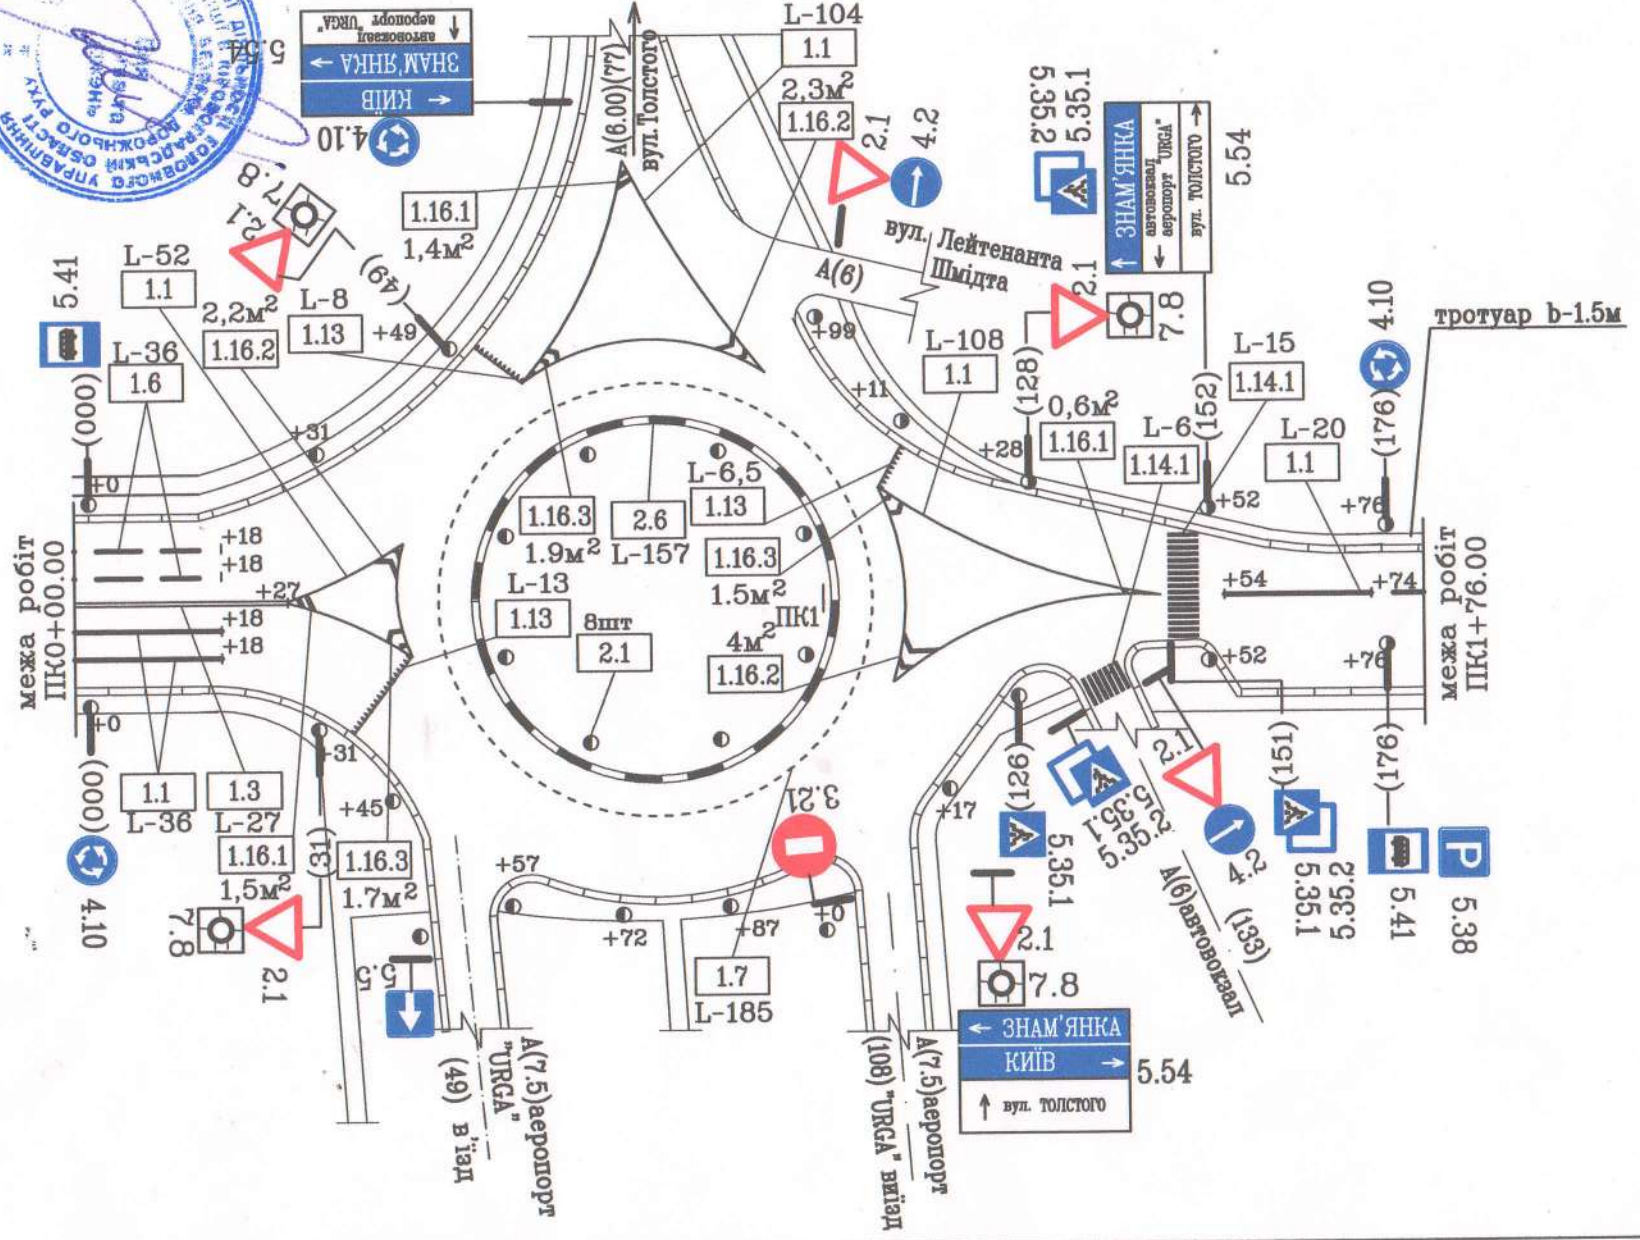 УПРАВЛІННЯ
ДОРОЖНЬОГО РУХУ
5.54
автовокзал
аеропорт "URGA"
ЗНАМ'ЯНКА
КИЇВ
4.10
А(6.00)(77)
вул.Толстого
L-104
1.1
2,3м²
1.16.2
2.1
4.2
5.35.2
5.35.1
ЗНАМ'ЯНКА
автовокзал
аеропорт "URGA"
вул. ТОЛСТОГО
5.54
7.8
2.1
1.16.1
1,4м²
(49)
+49
L-52
1.1
5.41
2,2м²
1.16.2
L-8
1.13
L-36
1.6
(000)
+0
+31
А(6)
вул. Лейтенанта
Шмідта
+99
+11
L-108
1.1
2.1
7.8
(128)
+28
0,6м²
1.16.1
L-6
1.14.1
(152)
L-15
1.14.1
L-20
1.1
+52
(176)
4.10
+76
тротуар b-1.5м
межа робіт
ПК0+00.00
+18
+18
+27
+18
+18
1.16.3
1.9м²
2.6
L-157
L-6,5
1.13
1.16.3
1.5м²
ПК1
L-13
1.13
8шт
2.1
4м²
1.16.2
+54
+74
+52
+76
межа робіт
ПК1+76.00
+0
(000)
4.10
1.1
L-36
1.3
L-27
1.16.1
1,5м²
7.8
2.1
(31)
+31
+45
1.16.3
1.7м²
5.5
+57
+72
+87
+0
3.21
+17
1.7
L-185
(126)
5.35.1
2.1
7.8
5.35.1
5.35.2
2.1
4.2
(133)
А(6)автовокзал
(151)
5.35.1
5.35.2
(176)
5.41
5.38
P
ЗНАМ'ЯНКА
КИЇВ
вул. ТОЛСТОГО
5.54
А(7.5)аеропорт
"URGA"
(49) в'їзд
А(7.5)аеропорт
(108) "URGA" виїзд